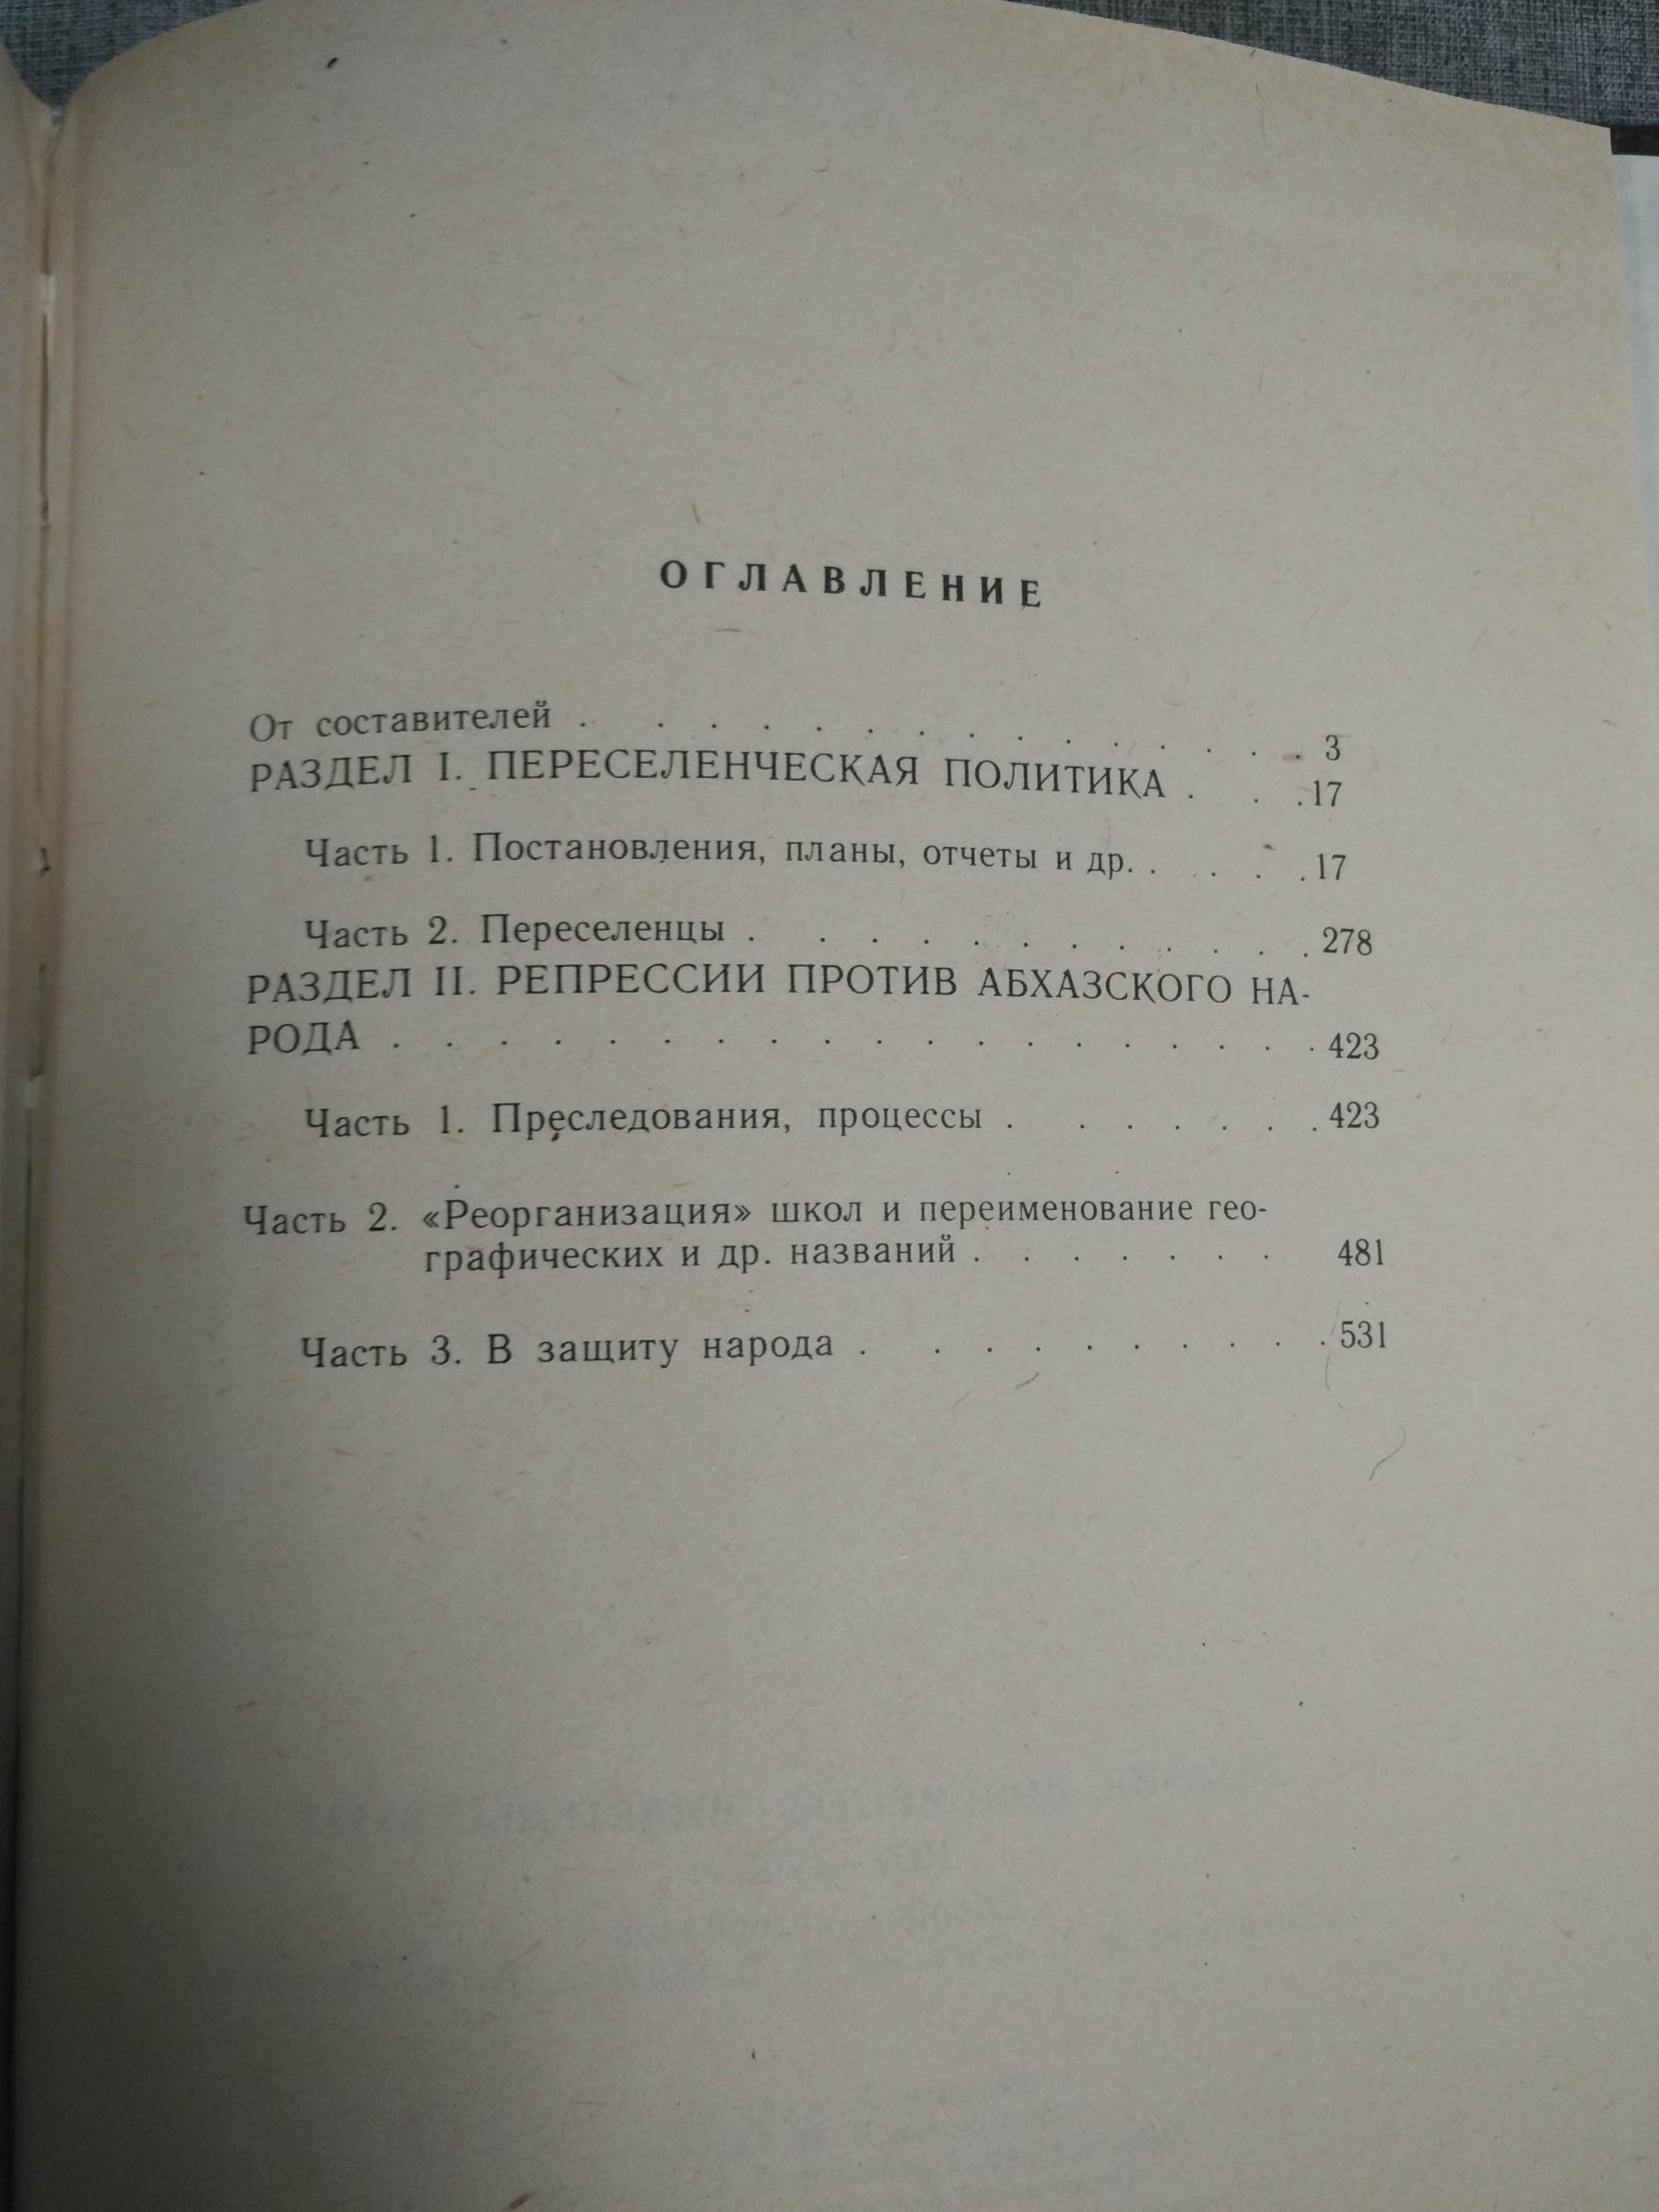 ОГЛАВЛЕНИЕ
От составителей . . . . . . . . . . . . . . 3
РАЗДЕЛ I. ПЕРЕСЕЛЕНЧЕСКАЯ ПОЛИТИКА . . . 17
Часть 1. Постановления, планы, отчеты и др. . . . . 17
Часть 2. Переселенцы . . . . . . . . . . . 278
РАЗДЕЛ II. РЕПРЕССИИ ПРОТИВ АБХАЗСКОГО НА-
РОДА . . . . . . . . . . . . . . . . . . 423
Часть 1. Преследования, процессы . . . . . . . 423
Часть 2. «Реорганизация» школ и переименование гео-
графических и др. названий . . . . . . . 481
Часть 3. В защиту народа . . . . . . . . . . 531